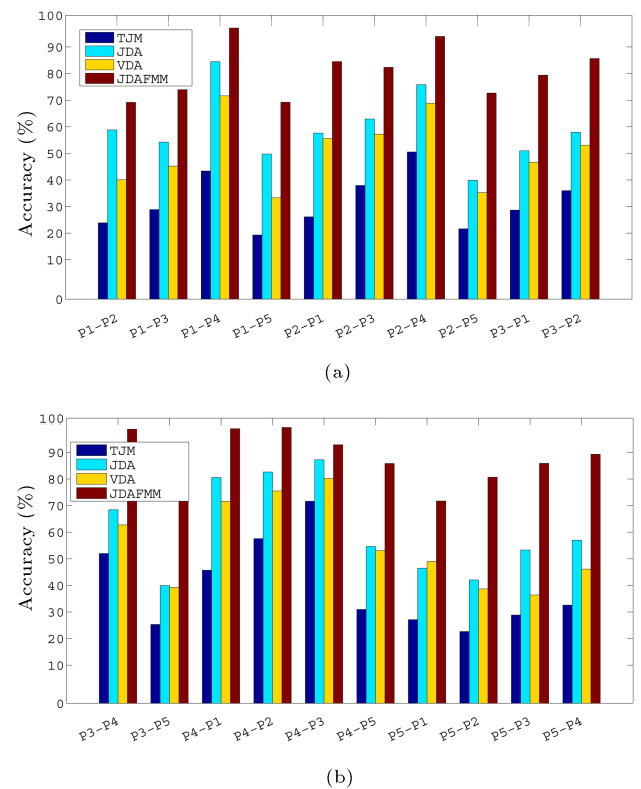 100
90
80
70
60
50
40
30
20
10
0
Accuracy (%)
TJM
JDA
VDA
JDAFMM
P1-P2
P1-P3
P1-P4
P1-P5
P2-P1
P2-P3
P2-P4
P2-P5
P3-P1
P3-P2
(a)
100
90
80
70
60
50
40
30
20
10
0
Accuracy (%)
TJM
JDA
VDA
JDAFMM
P3-P4
P3-P5
P4-P1
P4-P2
P4-P3
P4-P5
P5-P1
P5-P2
P5-P3
P5-P4
(b)